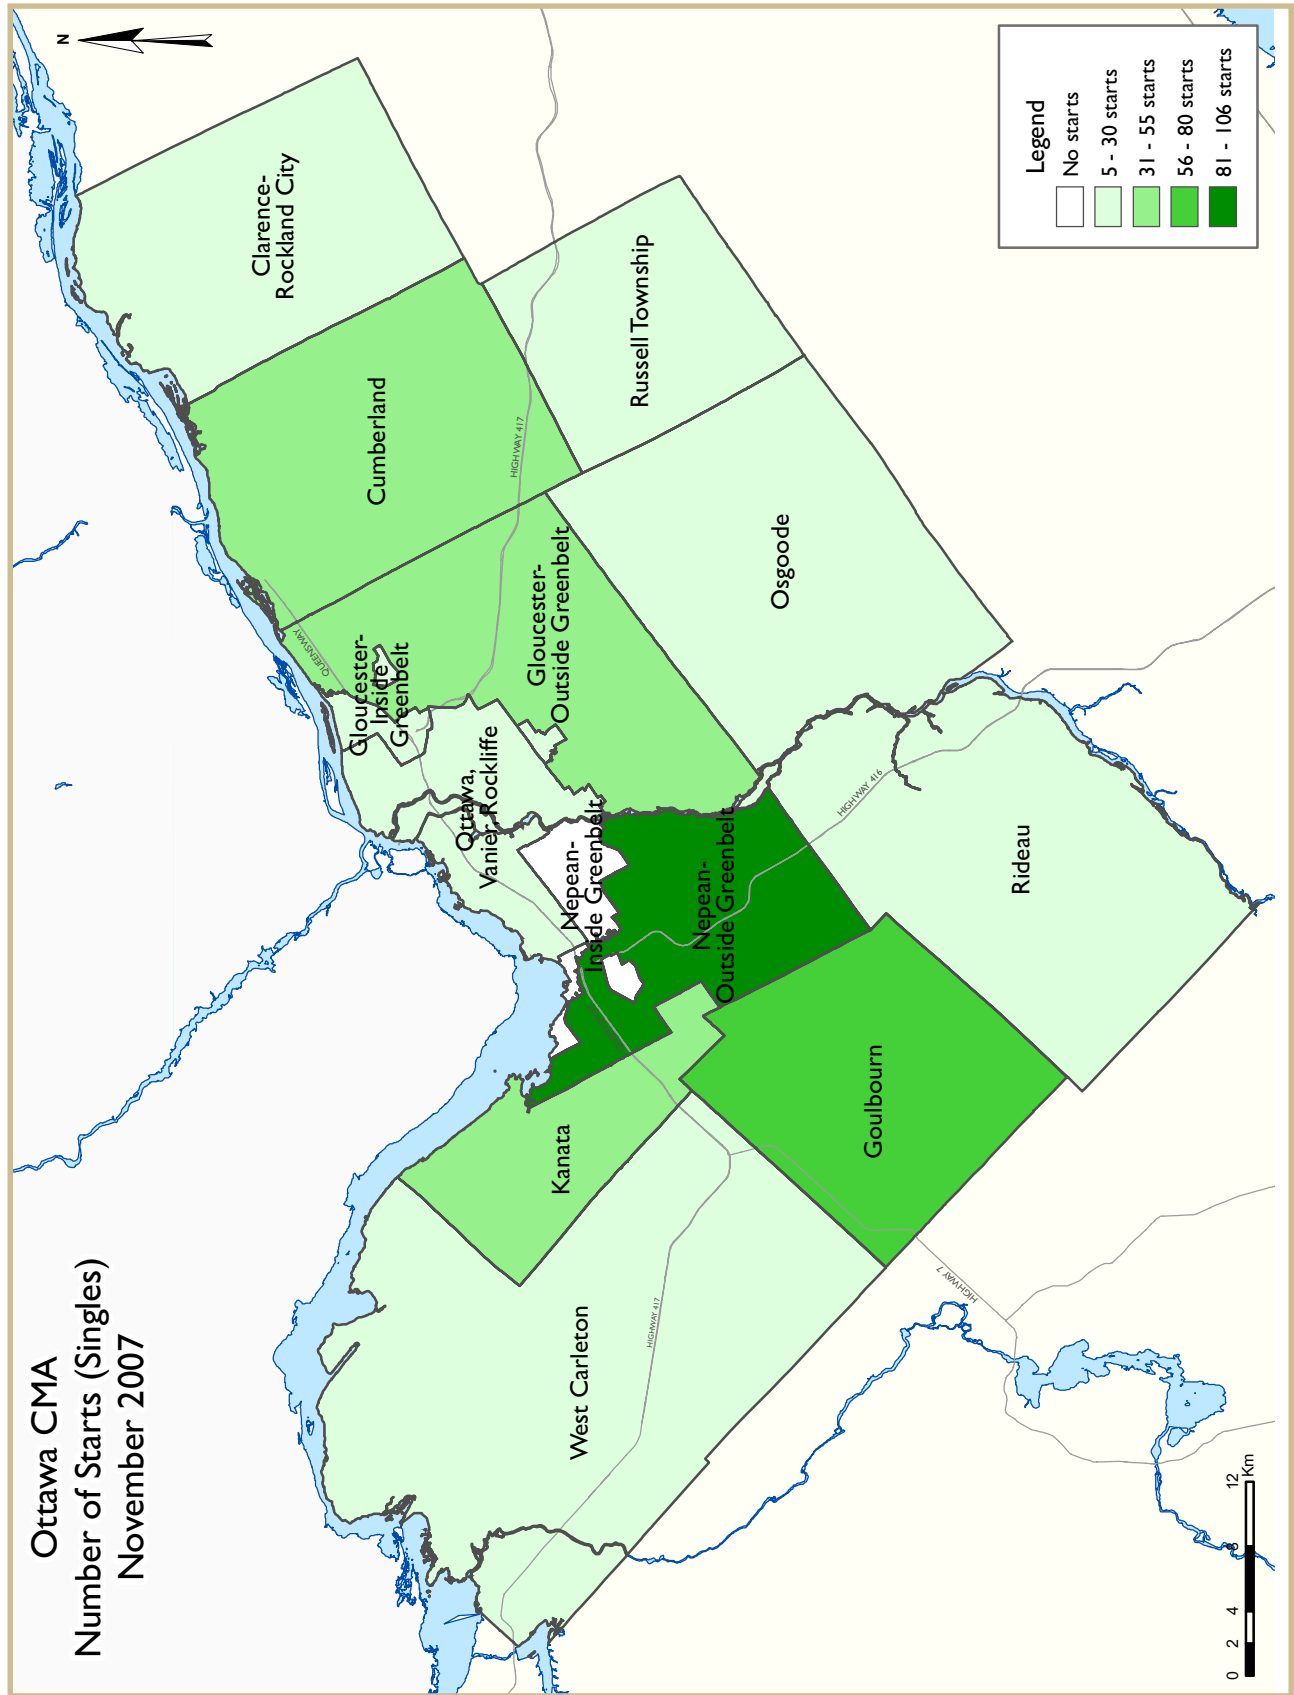 Ottawa CMA
Number of Starts (Singles)
November 2007
N
Clarence-
Rockland City
Cumberland
Russell Township
HIGHWAY 417
QUEENSWAY
Gloucester-
Inside
Greenbelt
Gloucester-
Outside Greenbelt
Osgoode
Ottawa,
Vanier, Rockliffe
Nepean-
Inside Greenbelt
Nepean-
Outside Greenbelt
HIGHWAY 416
Rideau
Kanata
Goulbourn
West Carleton
HIGHWAY 417
HIGHWAY 7
Legend
No starts
5 - 30 starts
31 - 55 starts
56 - 80 starts
81 - 106 starts
0 2 4 8 12
Km